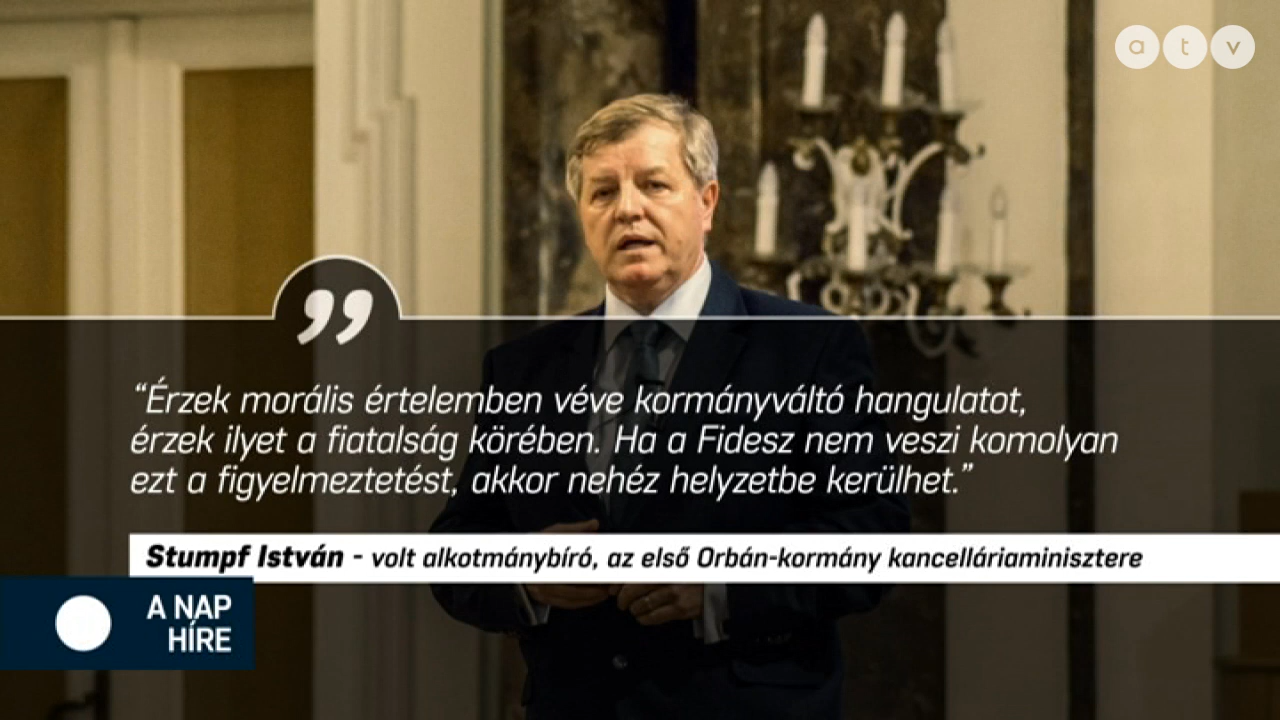 atv
“Érzek morális értelemben véve kormányváltó hangulatot,
érzek ilyet a fiatalság körében. Ha a Fidesz nem veszi komolyan
ezt a figyelmeztetést, akkor nehéz helyzetbe kerülhet.”
Stumpf István - volt alkotmánybíró, az első Orbán-kormány kancelláriaminisztere
A NAP
HÍRE